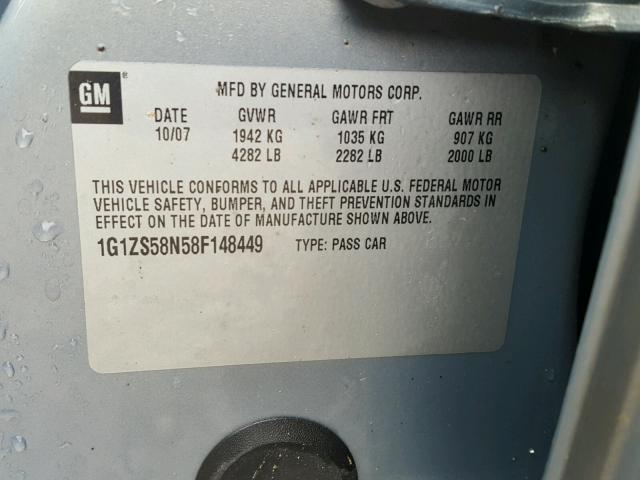 GM
MFD BY GENERAL MOTORS CORP.
DATE GVWR GAWR FRT GAWR RR
10/07 1942 KG 1035 KG 907 KG
4282 LB 2282 LB 2000 LB
THIS VEHICLE CONFORMS TO ALL APPLICABLE U.S. FEDERAL MOTOR
VEHICLE SAFETY, BUMPER, AND THEFT PREVENTION STANDARDS IN
EFFECT ON THE DATE OF MANUFACTURE SHOWN ABOVE.
1G1ZS58N58F148449 TYPE: PASS CAR